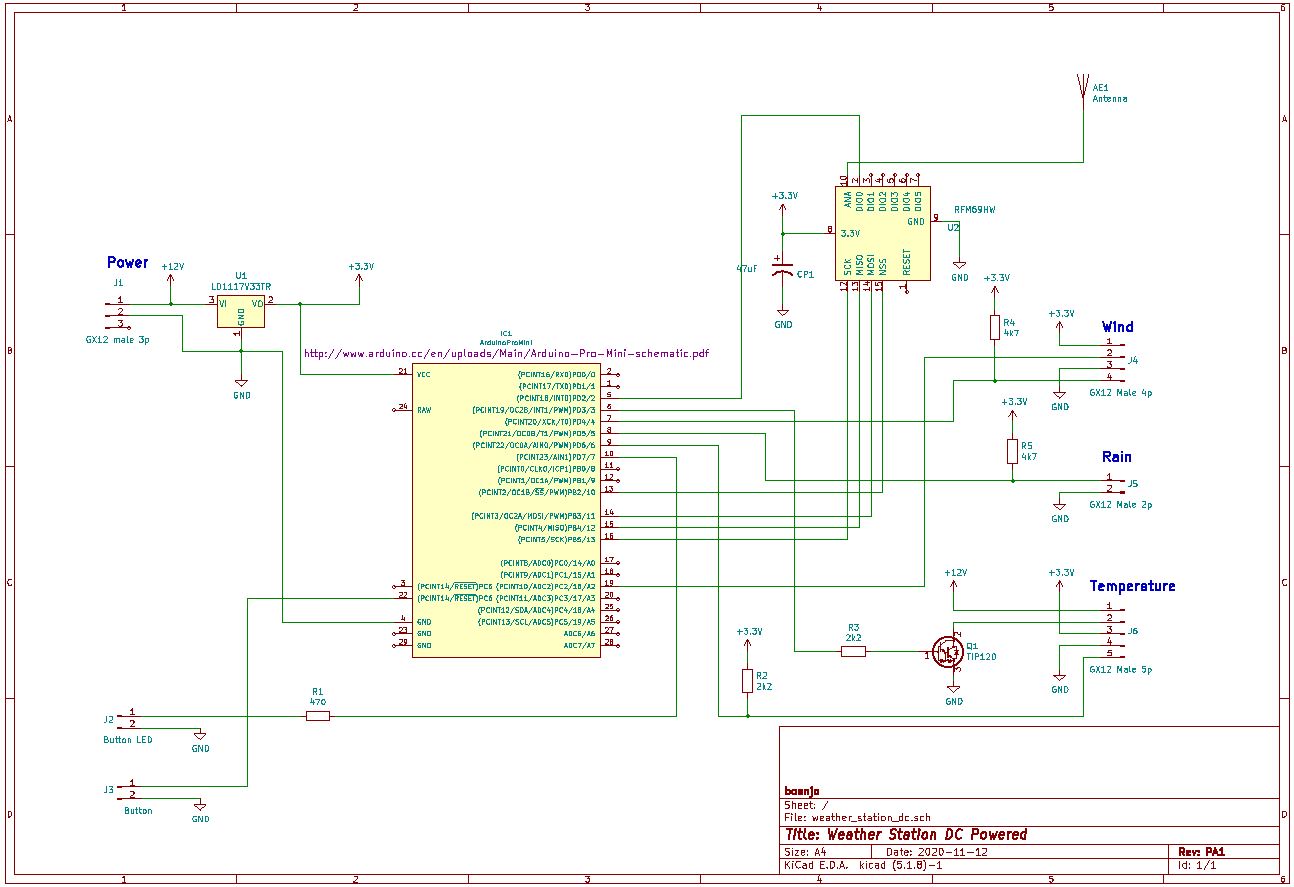 1 2 3 4 5 6
A
B
C
D
A
B
C
D
1 2 3 4 5 6
Power
J1
1
2
3
GX12 male 3p
+12V
U1
LD1117V33TR
3 VI VO 2
GND
1
GND
+3.3V
IC1
ArduinoProMini
http://www.arduino.cc/en/uploads/Main/Arduino-Pro-Mini-schematic.pdf
21 VCC
24 RAW
3 (PCINT14/RESET)PC6
22 (PCINT14/RESET)PC6
4 GND
23 GND
29 GND
(PCINT16/RX0)PD0/0 2
(PCINT17/TX0)PD1/1 1
(PCINT18/INT0)PD2/2 5
(PCINT19/OC2B/INT1/PWM)PD3/3 6
(PCINT20/XCK/T0)PD4/4 7
(PCINT21/OC0B/T1/PWM)PD5/5 8
(PCINT22/OC0A/AIN0/PWM)PD6/6 9
(PCINT23/AIN1)PD7/7 10
(PCINT0/CLKO/ICP1)PB0/8 11
(PCINT1/OC1A/PWM)PB1/9 12
(PCINT2/OC1B/SS/PWM)PB2/10 13
(PCINT3/OC2A/MOSI/PWM)PB3/11 14
(PCINT4/MISO)PB4/12 15
(PCINT5/SCK)PB5/13 16
(PCINT8/ADC0)PC0/14/A0 17
(PCINT9/ADC1)PC1/15/A1 18
(PCINT10/ADC2)PC2/16/A2 19
(PCINT11/ADC3)PC3/17/A3 20
(PCINT12/SDA/ADC4)PC4/18/A4 25
(PCINT13/SCL/ADC5)PC5/19/A5 26
ADC6/A6 27
ADC7/A7 28
AE1
Antenna
10 2 3 4 5 6 7
ANA DIO0 DIO1 DIO2 DIO3 DIO4 DIO5
RFM69HW
U2
GND 9
8 3.3V
SCK MISO MOSI NSS RESET
12 13 14 15 1
GND
+3.3V
47uF
CP1
GND
+3.3V
R4
4k7
+3.3V
Wind
1
2
3
4
J4
GX12 Male 4p
GND
+3.3V
R5
4k7
Rain
1
2
J5
GX12 Male 2p
GND
+12V
+3.3V
Temperature
1
2
3
4
5
J6
GX12 Male 5p
GND
R3
2k2
1
2
3
Q1
TIP120
GND
+3.3V
R2
2k2
R1
470
J2
1
2
Button LED
GND
J3
1
2
Button
GND
baanjo
Sheet: /
File: weather_station_dc.sch
Title: Weather Station DC Powered
Size: A4 Date: 2020-11-12 Rev: PA1
KiCad E.D.A. kicad (5.1.8)-1 Id: 1/1